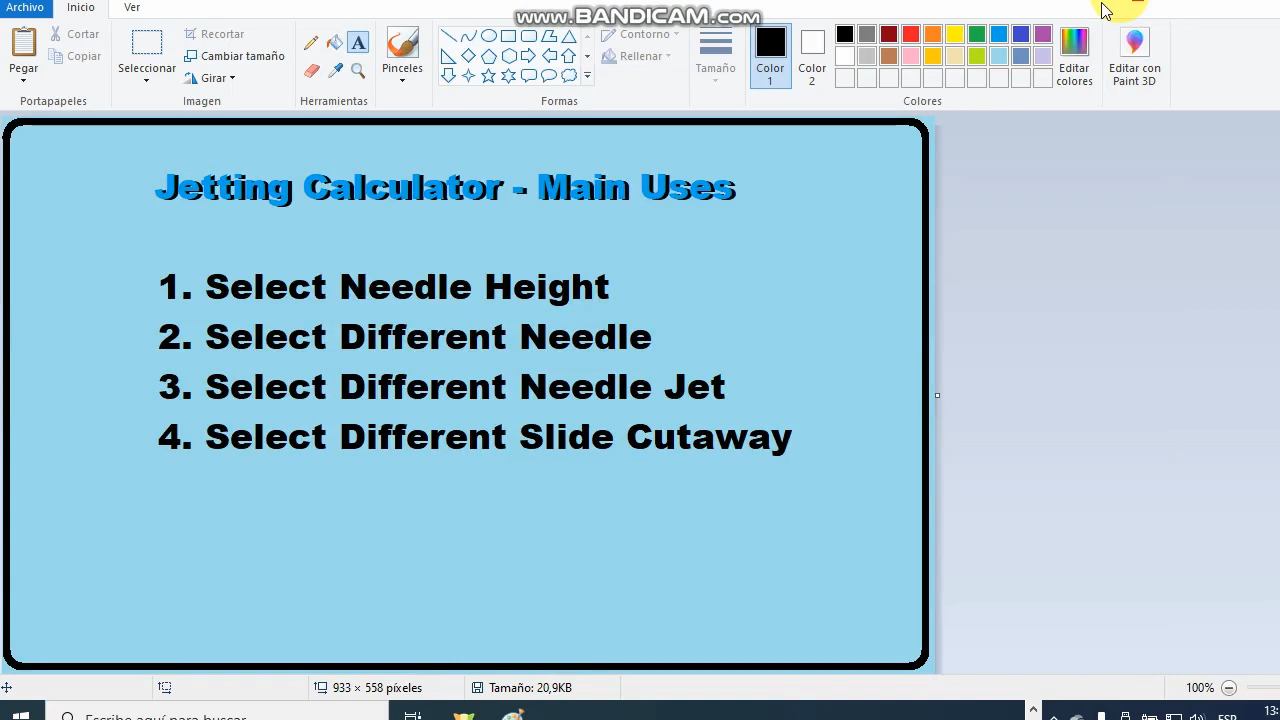 Archivo Inicio Ver
www.BANDICAM.com
Pegar
Cortar
Copiar
Portapapeles
Seleccionar
Recortar
Cambiar tamaño
Girar
Imagen
A
Herramientas
Pinceles
Formas
Contorno
Rellenar
Tamaño
Color 1
Color 2
Editar colores
Editar con Paint 3D
Colores
Jetting Calculator - Main Uses
1. Select Needle Height
2. Select Different Needle
3. Select Different Needle Jet
4. Select Different Slide Cutaway
933 × 558 píxeles
Tamaño: 20,9KB
100%
Escribe aquí para buscar
ESP
13: